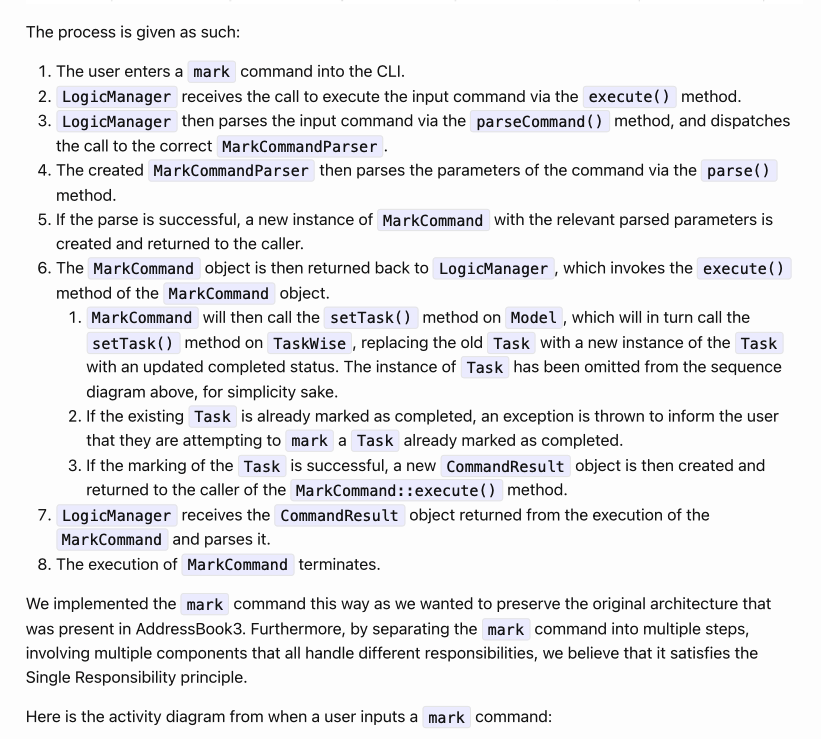 The process is given as such:
1. The user enters a mark command into the CLI.
2. LogicManager receives the call to execute the input command via the execute() method.
3. LogicManager then parses the input command via the parseCommand() method, and dispatches
the call to the correct MarkCommandParser.
4. The created MarkCommandParser then parses the parameters of the command via the parse()
method.
5. If the parse is successful, a new instance of MarkCommand with the relevant parsed parameters is
created and returned to the caller.
6. The MarkCommand object is then returned back to LogicManager, which invokes the execute()
method of the MarkCommand object.
1. MarkCommand will then call the setTask() method on Model, which will in turn call the
setTask() method on TaskWise, replacing the old Task with a new instance of the Task
with an updated completed status. The instance of Task has been omitted from the sequence
diagram above, for simplicity sake.
2. If the existing Task is already marked as completed, an exception is thrown to inform the user
that they are attempting to mark a Task already marked as completed.
3. If the marking of the Task is successful, a new CommandResult object is then created and
returned to the caller of the MarkCommand::execute() method.
7. LogicManager receives the CommandResult object returned from the execution of the
MarkCommand and parses it.
8. The execution of MarkCommand terminates.
We implemented the mark command this way as we wanted to preserve the original architecture that
was present in AddressBook3. Furthermore, by separating the mark command into multiple steps,
involving multiple components that all handle different responsibilities, we believe that it satisfies the
Single Responsibility principle.
Here is the activity diagram from when a user inputs a mark command: